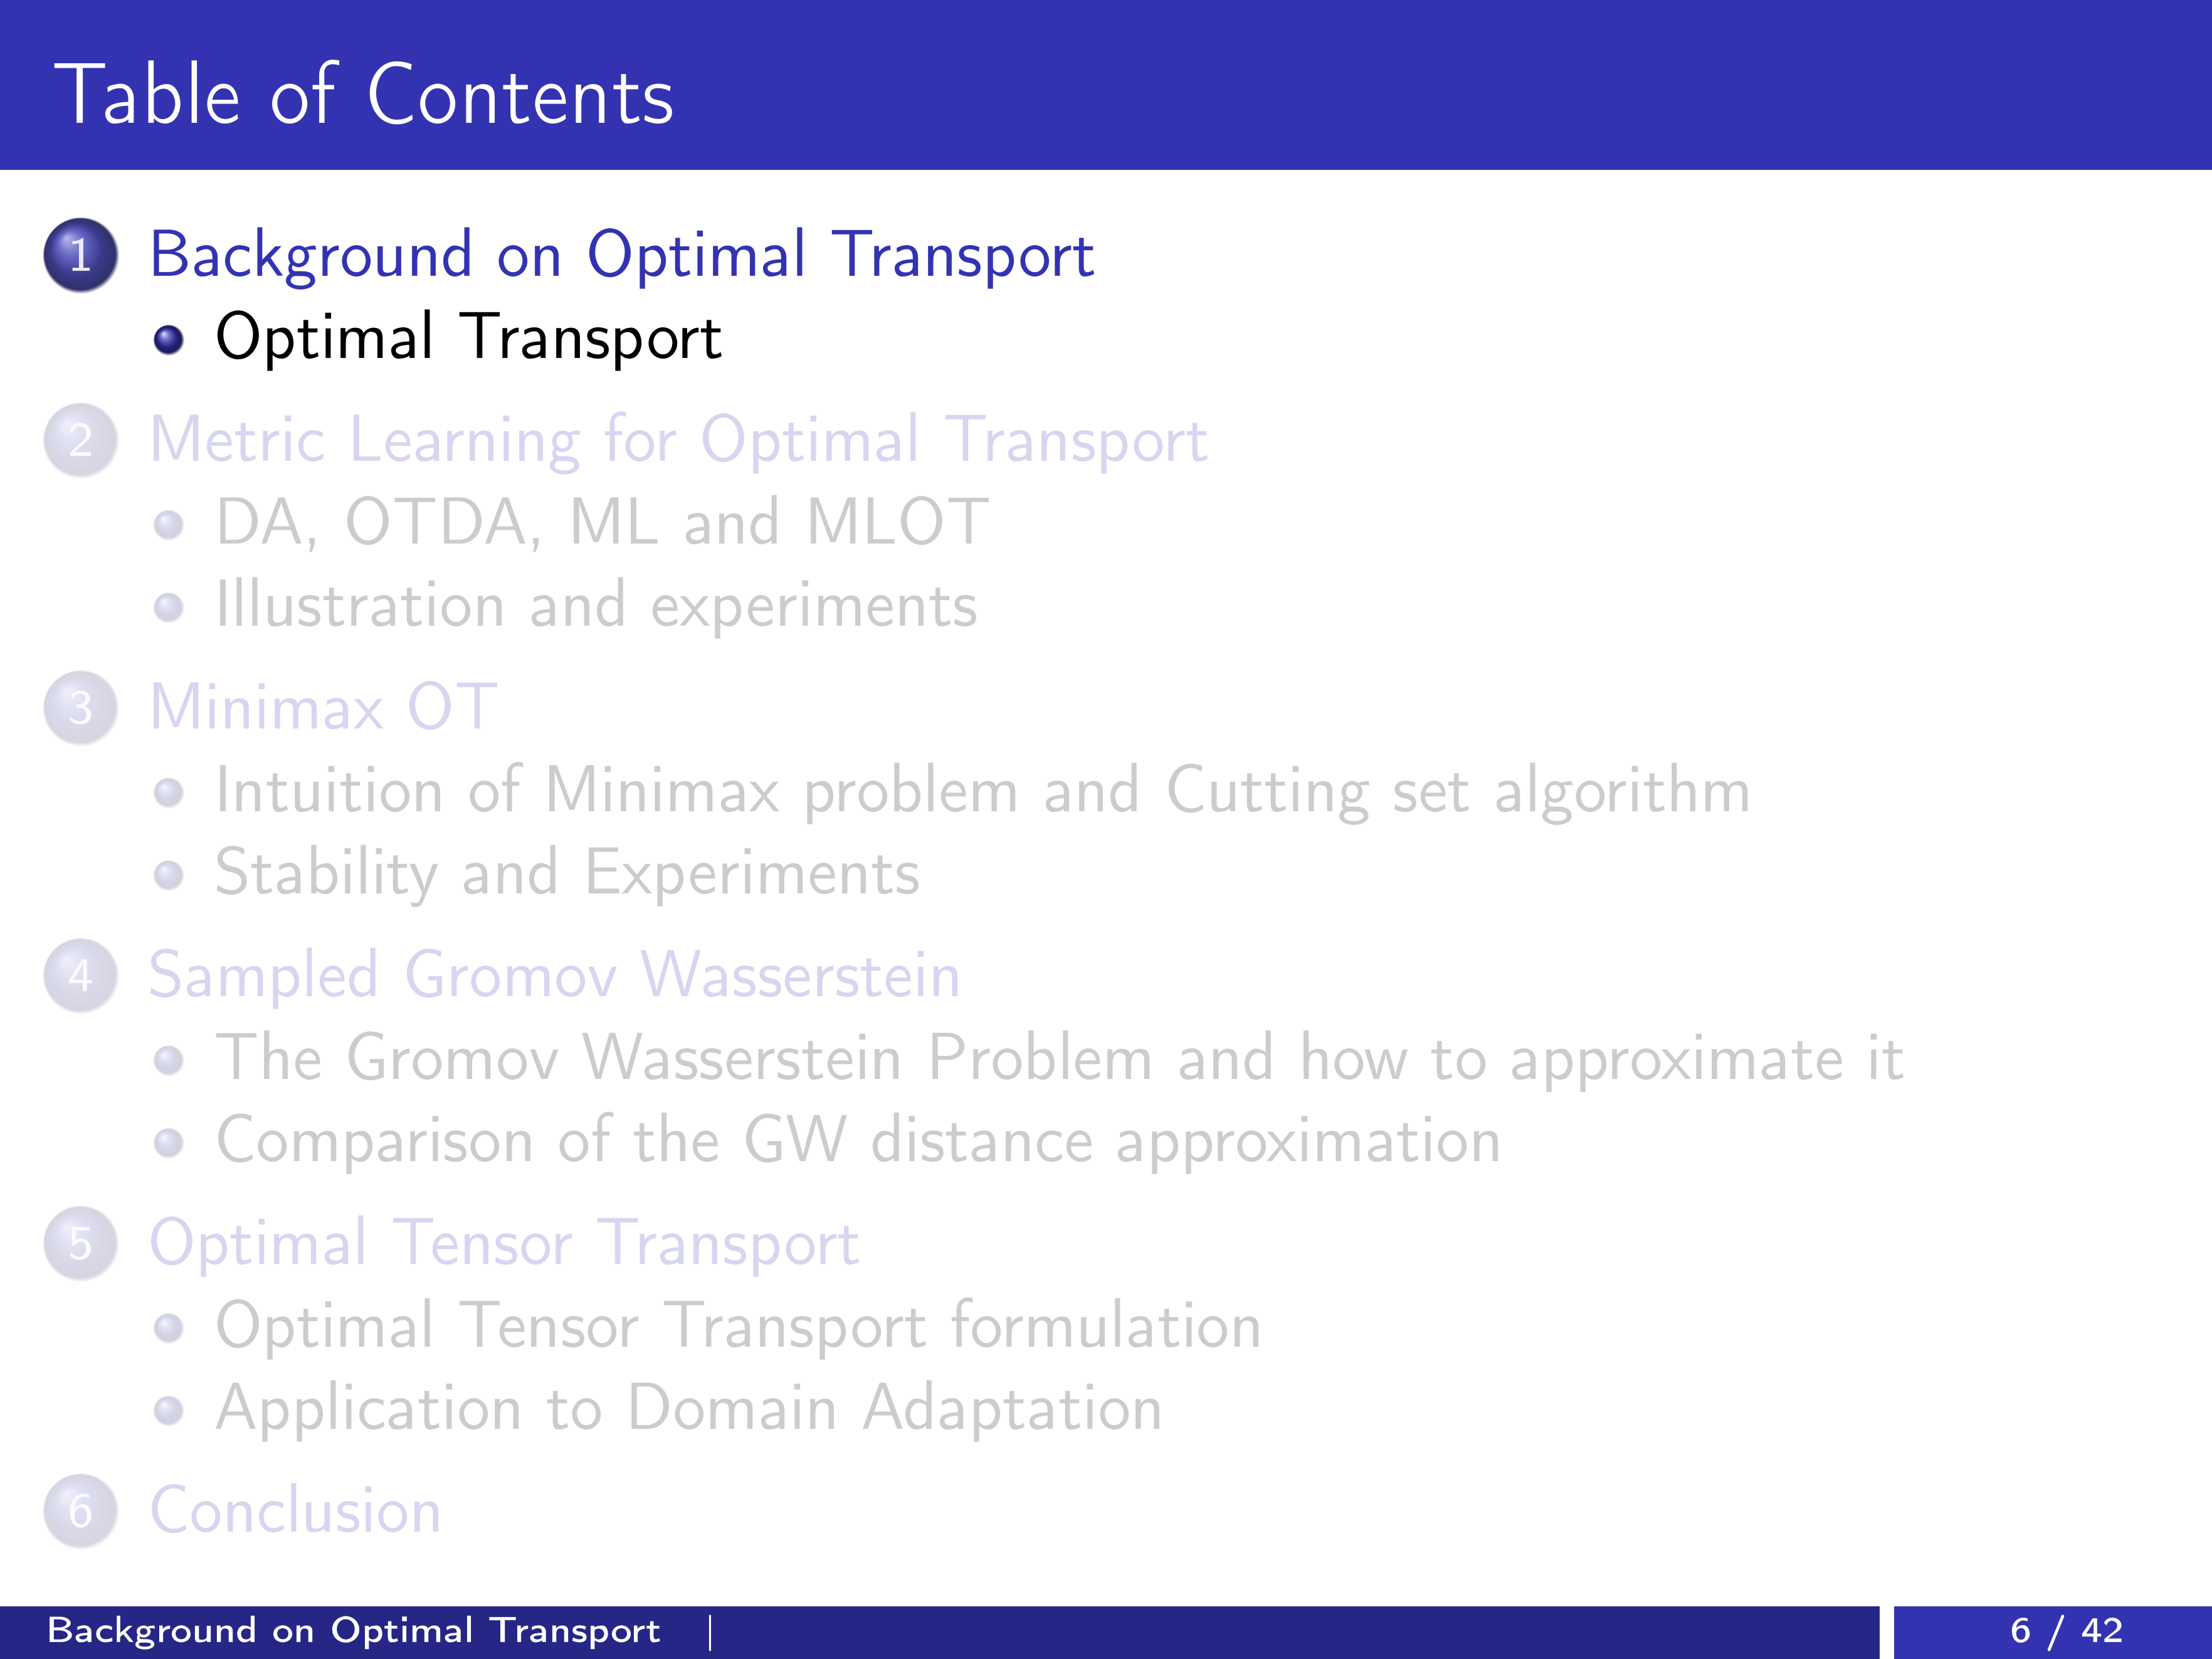 Table of Contents
1 Background on Optimal Transport
Optimal Transport
2 Metric Learning for Optimal Transport
DA, OTDA, ML and MLOT
Illustration and experiments
3 Minimax OT
Intuition of Minimax problem and Cutting set algorithm
Stability and Experiments
4 Sampled Gromov Wasserstein
The Gromov Wasserstein Problem and how to approximate it
Comparison of the GW distance approximation
5 Optimal Tensor Transport
Optimal Tensor Transport formulation
Application to Domain Adaptation
6 Conclusion
Background on Optimal Transport | 6 / 42